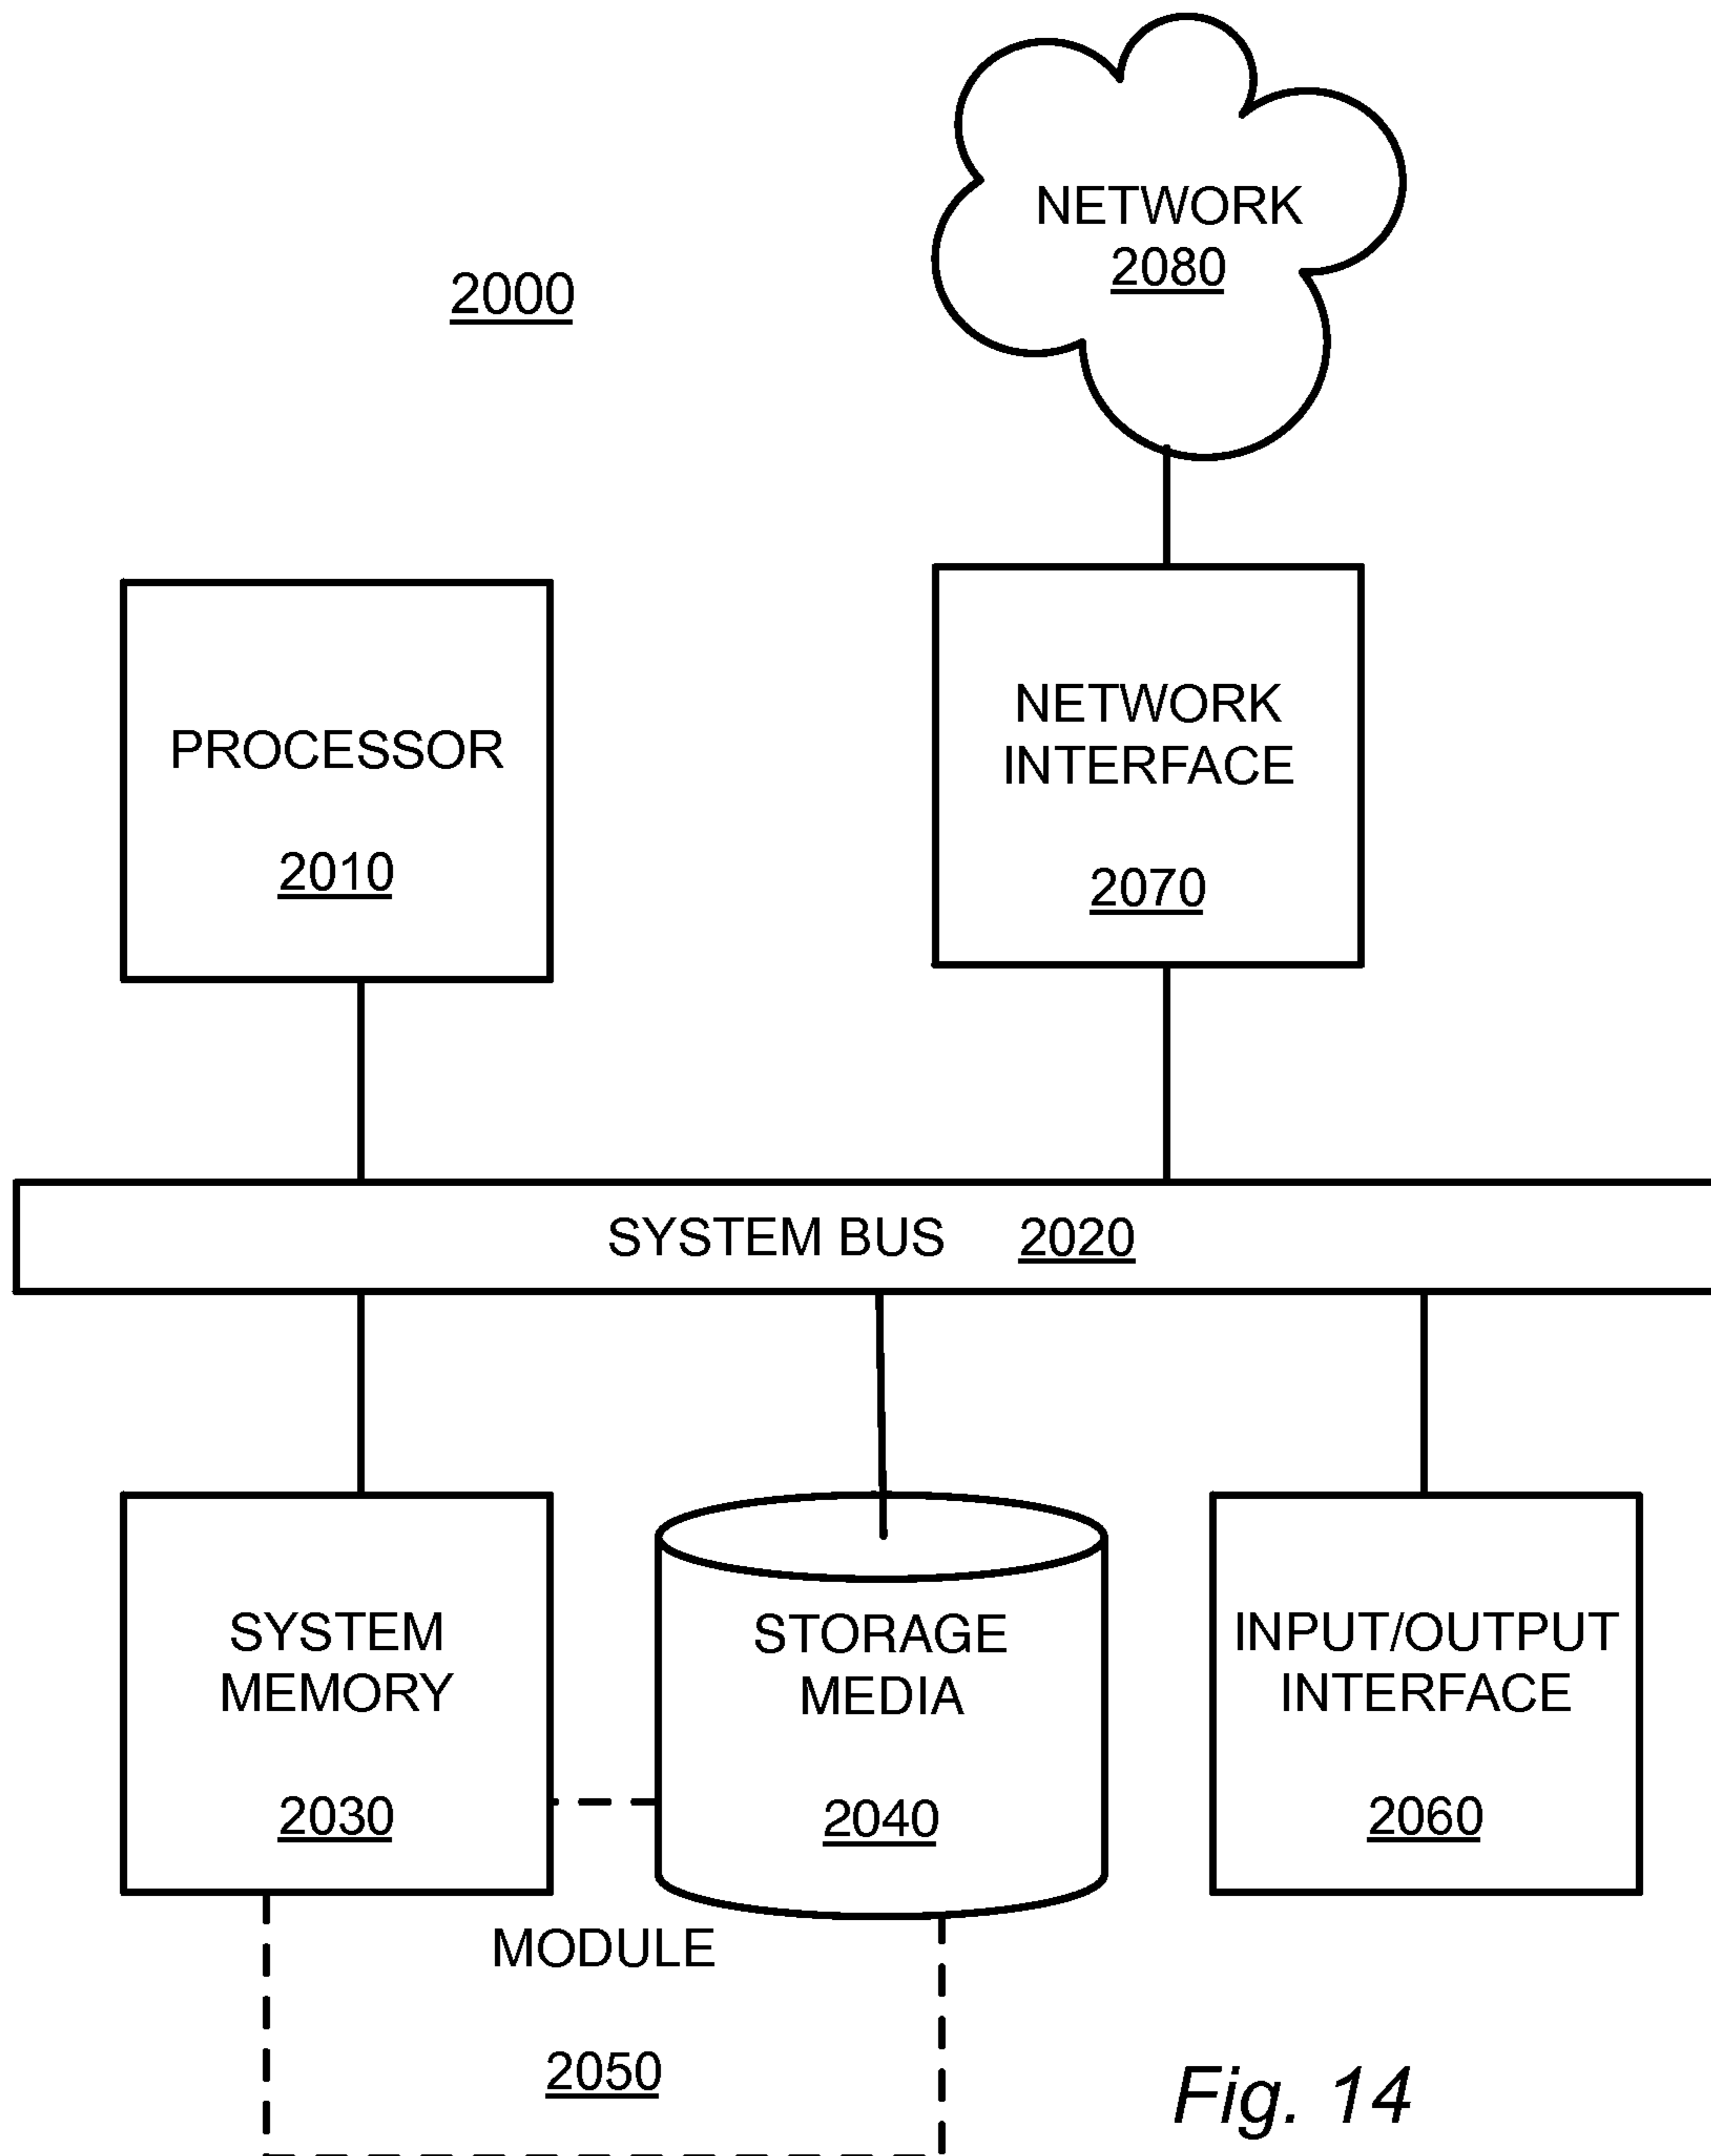 NETWORK
2080
2000
PROCESSOR
2010
NETWORK
INTERFACE
2070
SYSTEM BUS 2020
SYSTEM
MEMORY
2030
STORAGE
MEDIA
2040
INPUT/OUTPUT
INTERFACE
2060
MODULE
2050
Fig. 14